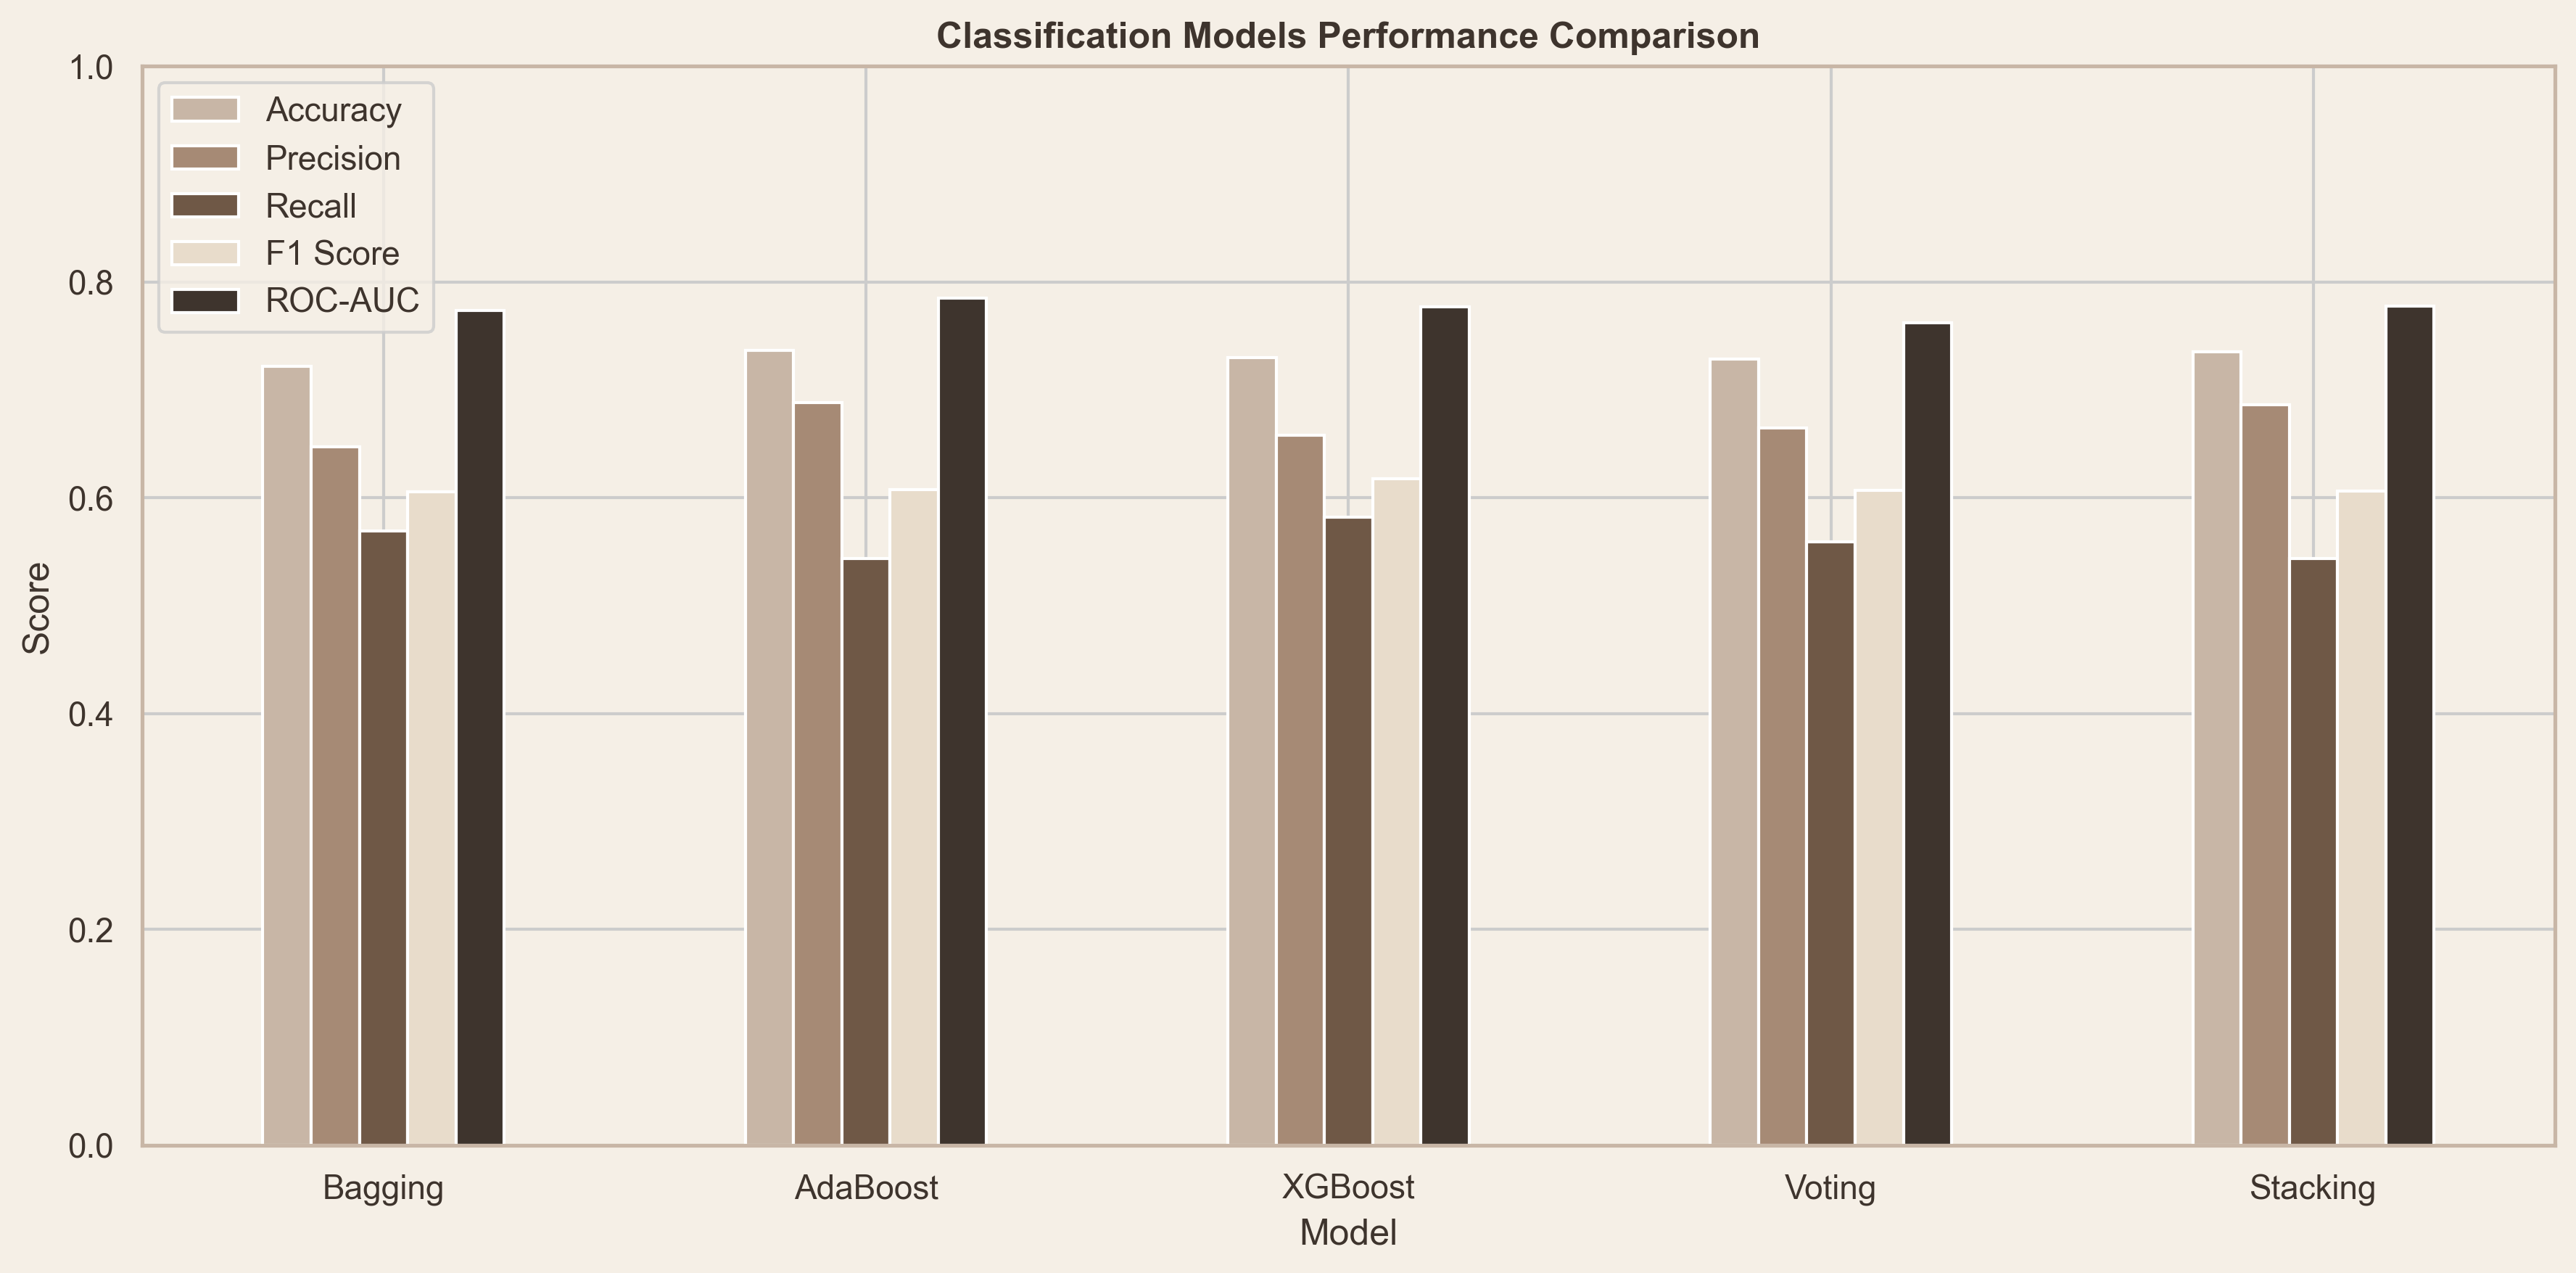 Classification Models Performance Comparison
1.0
0.8
0.6
0.4
0.2
0.0
Score
Accuracy
Precision
Recall
F1 Score
ROC-AUC
Bagging AdaBoost XGBoost Voting Stacking
Model